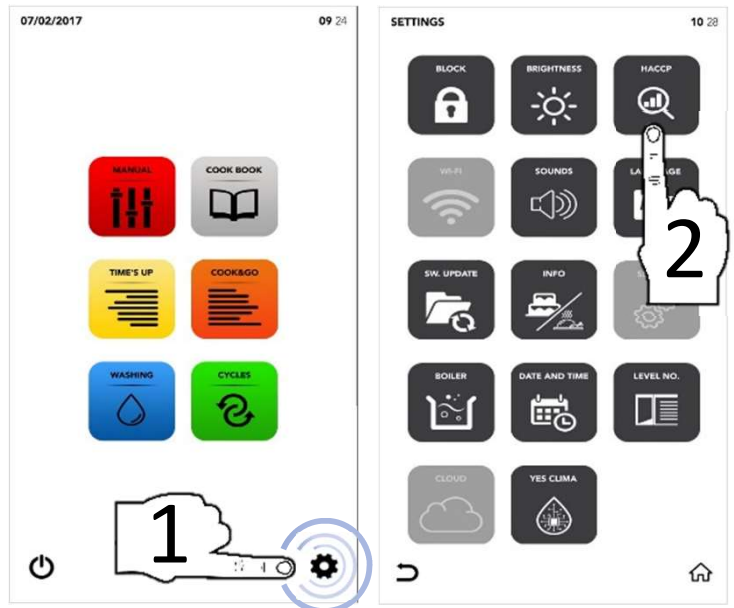 07/02/2017 09 24
MANUAL COOK BOOK
TIME'S UP COOK&GO
WASHING CYCLES
1
SETTINGS 10 28
BLOCK BRIGHTNESS HACCP
WI-FI SOUNDS
2
SW. UPDATE INFO
BOILER DATE AND TIME LEVEL NO.
CLOUD YES CLIMA